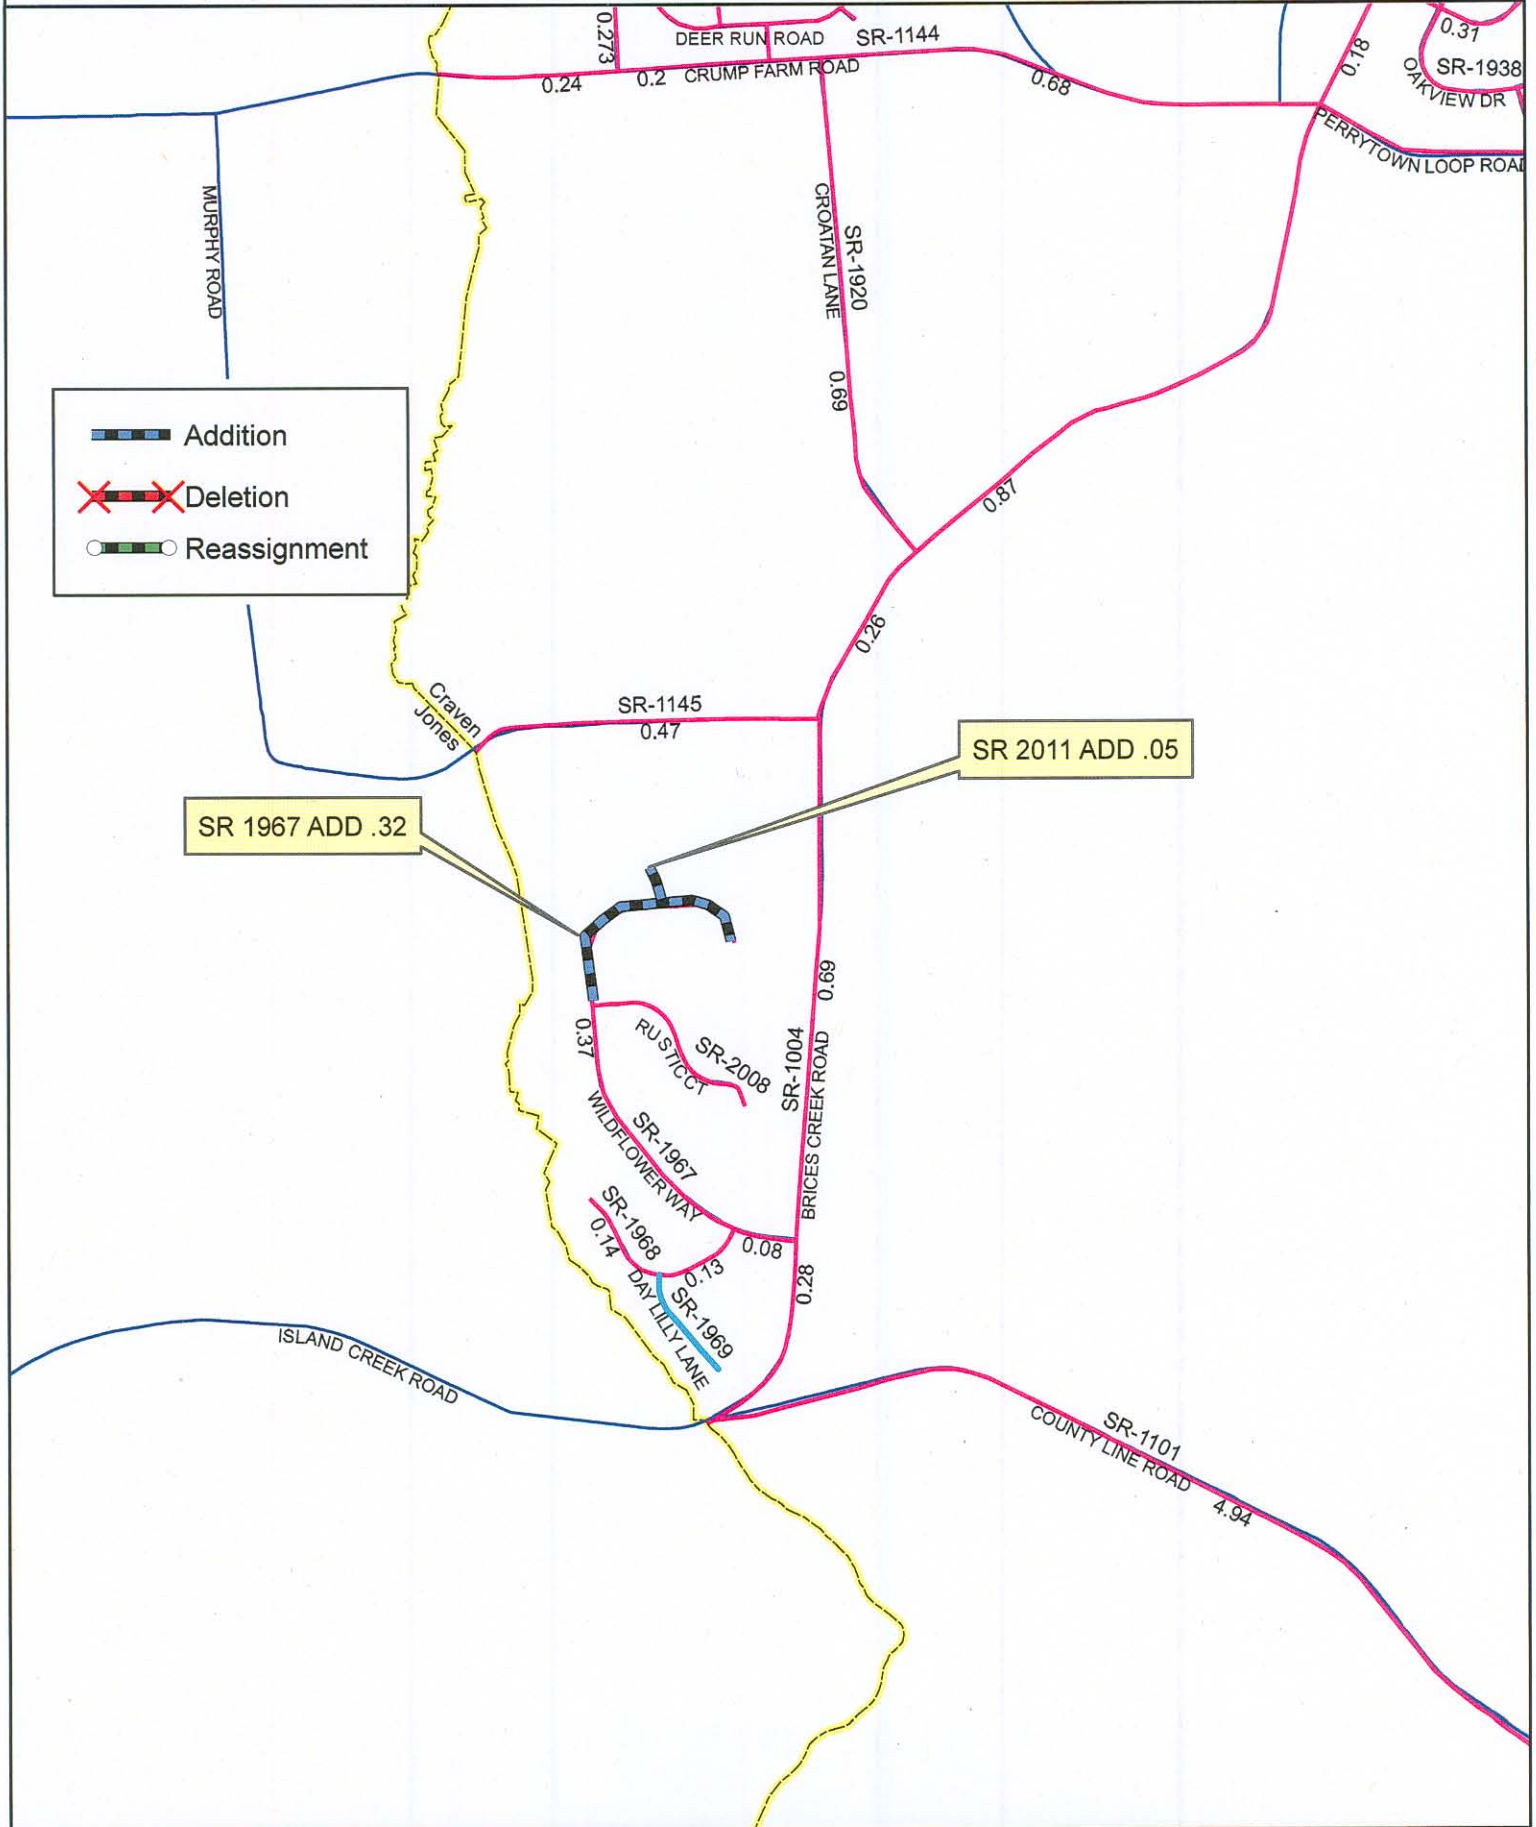 0.273
DEER RUN ROAD
SR-1144
0.24
0.2
CRUMP FARM ROAD
0.68
0.18
0.31
SR-1938
OAKVIEW DR
PERRYTOWN LOOP ROAD
MURPHY ROAD
CROATAN LANE
SR-1920
0.69
Addition
Deletion
Reassignment
0.87
0.26
Craven
Jones
SR-1145
0.47
SR 2011 ADD .05
SR 1967 ADD .32
0.69
0.37
RUSTIC CT
SR-2008
SR-1004
BRICES CREEK ROAD
WILDFLOWER WAY
SR-1967
SR-1968
0.14
0.13
0.08
0.28
DAY LILLY LANE
SR-1969
ISLAND CREEK ROAD
COUNTY LINE ROAD
SR-1101
4.94